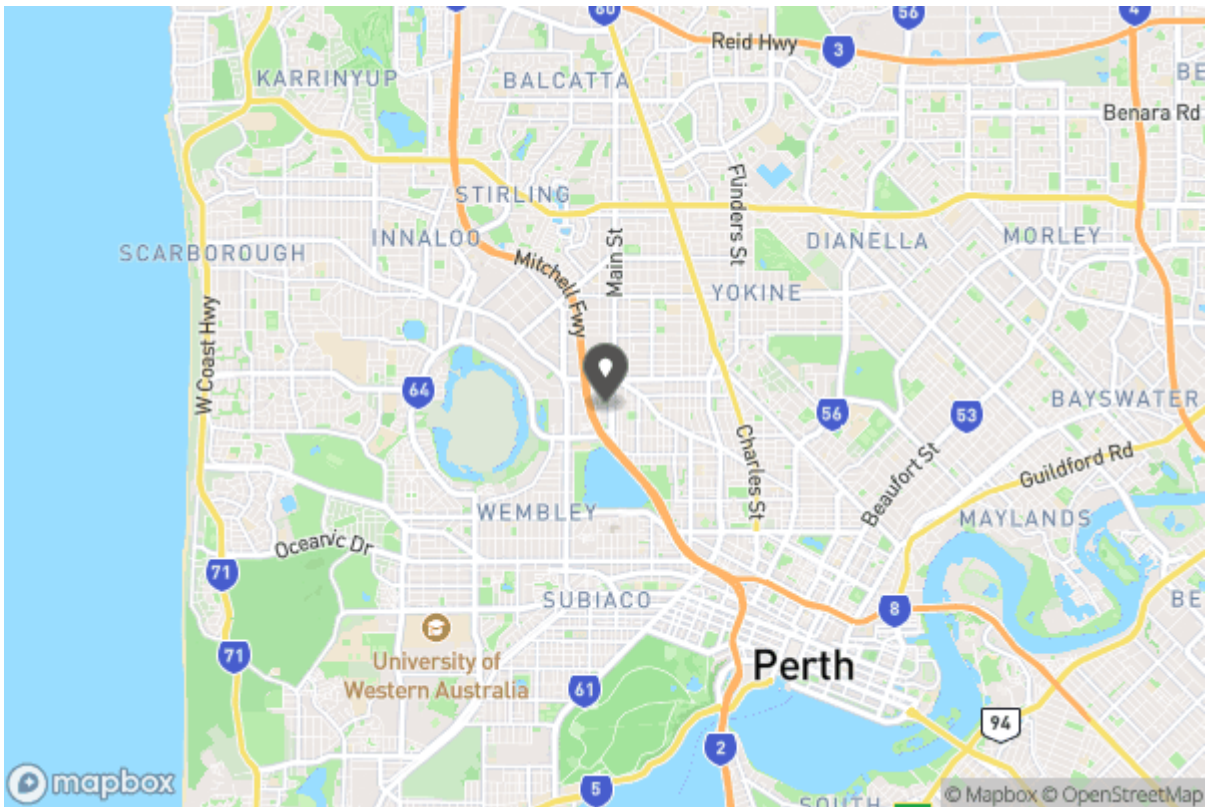 60
56
4
Reid Hwy
3
KARRINYUP
BALCATTA
BE
Benara Rd
STIRLING
Flinders St
SCARBOROUGH
INNALOO
Main St
DIANELLA
MORLEY
Mitchell Fwy
YOKINE
W Coast Hwy
64
56
53
BAYSWATER
Charles St
Beaufort St
Guildford Rd
WEMBLEY
MAYLANDS
Oceanic Dr
71
SUBIACO
8
BE
University of
Western Australia
71
Perth
61
94
2
5
mapbox
SOUTH
© Mapbox © OpenStreetMap